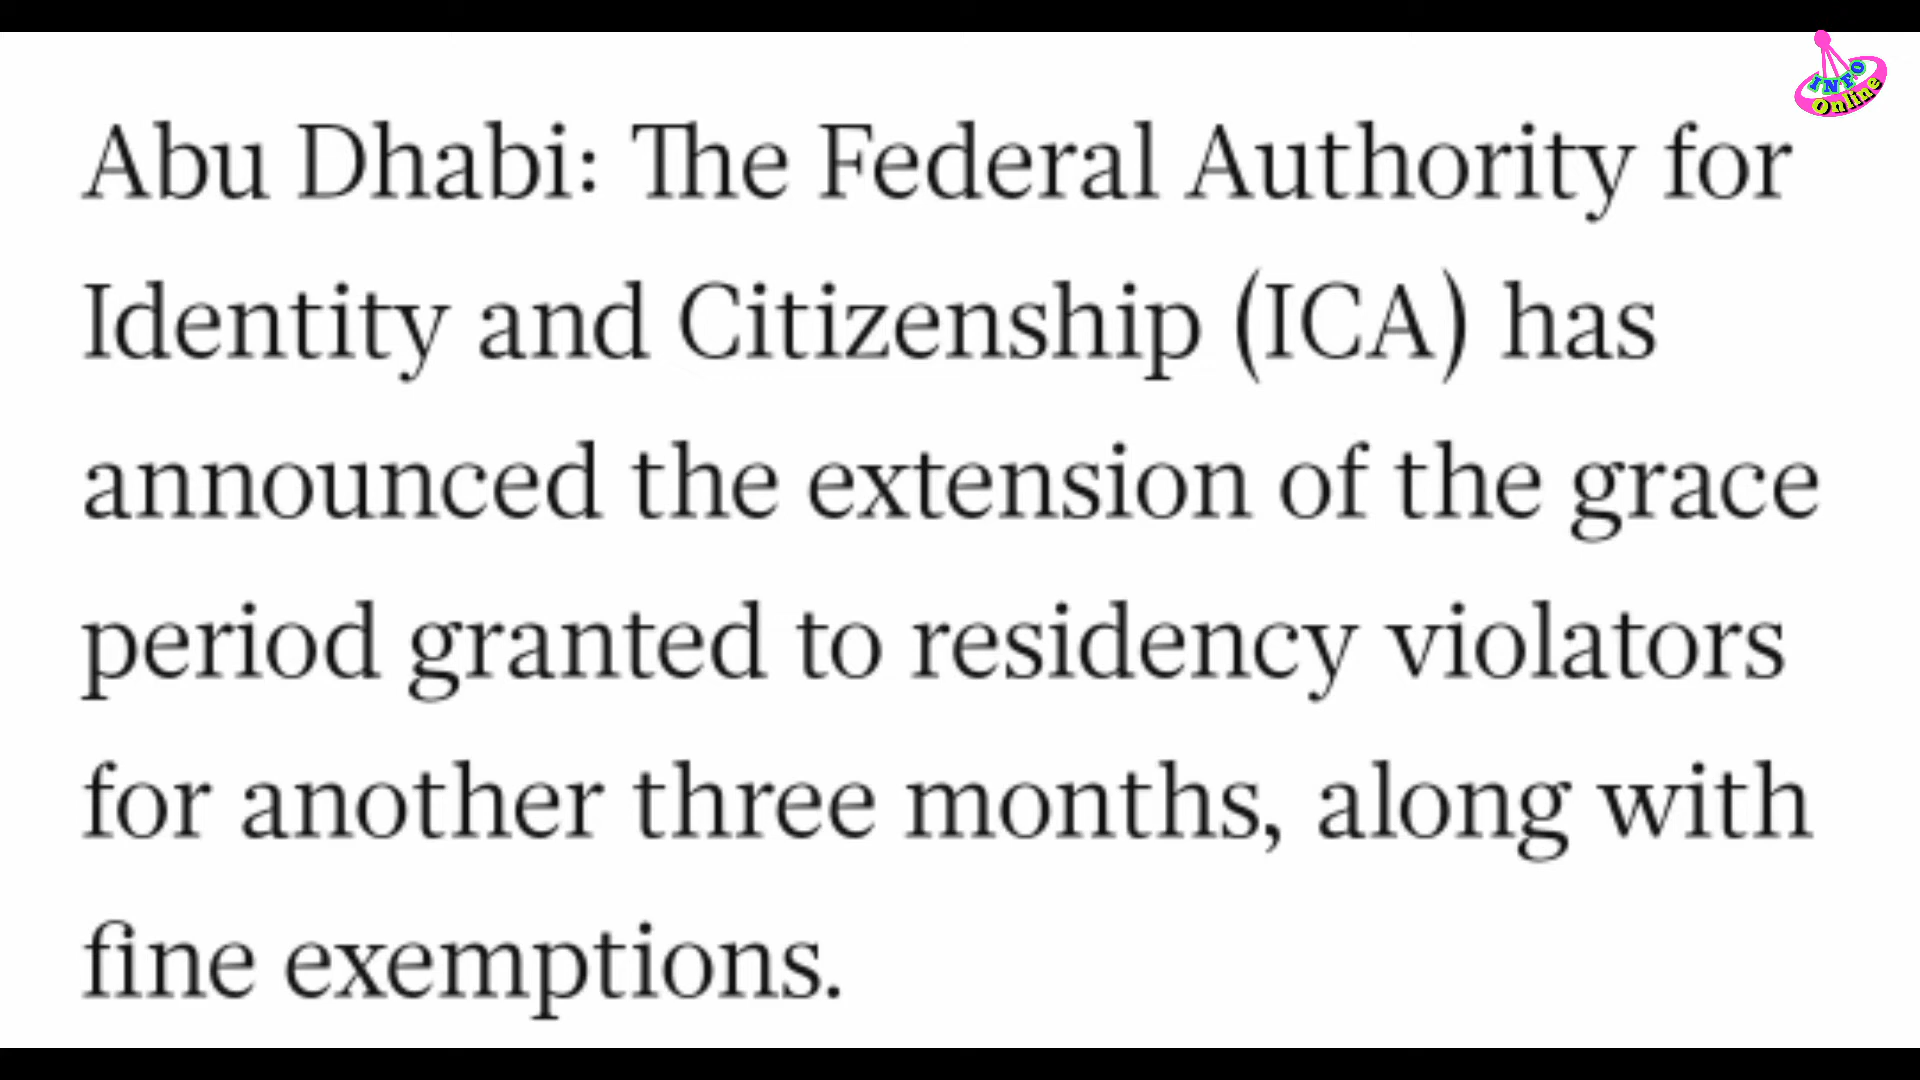 INFO
Online
Abu Dhabi: The Federal Authority for
Identity and Citizenship (ICA) has
announced the extension of the grace
period granted to residency violators
for another three months, along with
fine exemptions.